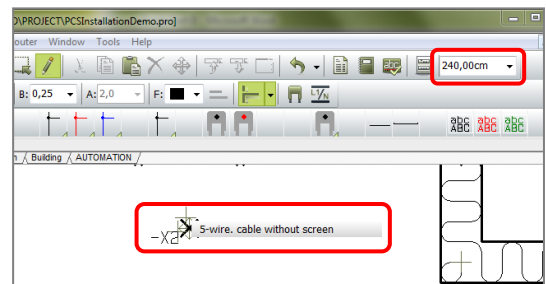 D\PROJECT\PCSInstallationDemo.pro]
outer Window Tools Help
240,00cm
B: 0,25 A: 2,0 F:
L/N
abc abc abc
ABC ABC ABC
Building / AUTOMATION /
5-wire. cable without screen